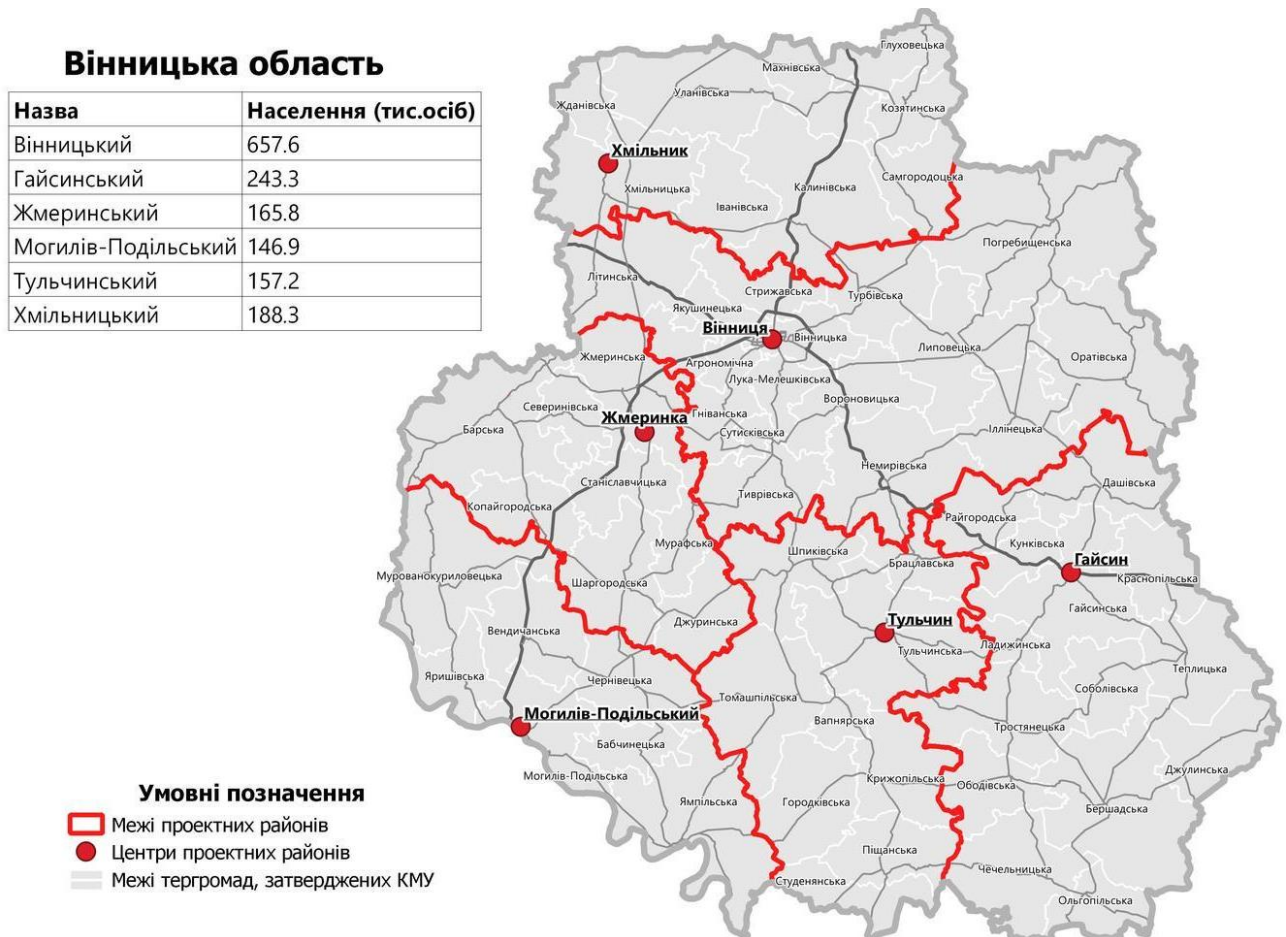 Вінницька область
Назва Населення (тис.осіб)
Вінницький 657.6
Гайсинський 243.3
Жмеринський 165.8
Могилів-Подільський 146.9
Тульчинський 157.2
Хмільницький 188.3
Глуховецька
Махнівська
Уланівська
Жданівська
Козятинська
Хмільник
Самгородоцька
Хмільницька
Калинівська
Іванівська
Погребищенська
Літинська
Стрижавська
Турбівська
Якушинецька
Вінниця
Вінницька
Липовецька
Жмеринська
Агрономічна
Оратівська
Лука-Мелешківська
Вороновицька
Северинівська
Гніванська
Жмеринка
Барська
Сутисківська
Іллінецька
Немирівська
Станіславчицька
Тиврівська
Дашівська
Копайгородська
Райгородська
Мурафська
Шпиківська
Кунківська
Брацлавська
Гайсин
Мурованокуриловецька
Шаргородська
Краснопільська
Гайсинська
Джуринська
Тульчин
Вендичанська
Тульчинська
Ладижинська
Теплицька
Яришівська
Чернівецька
Соболівська
Томашпільська
Могилів-Подільський
Вапнярська
Тростянецька
Бабчинецька
Джулинська
Могилів-Подільська
Крижопільська
Ободівська
Ямпільська
Городківська
Бершадська
Піщанська
Студенянська
Чечельницька
Ольгопільська
Умовні позначення
Межі проектних районів
Центри проектних районів
Межі тергромад, затверджених КМУ